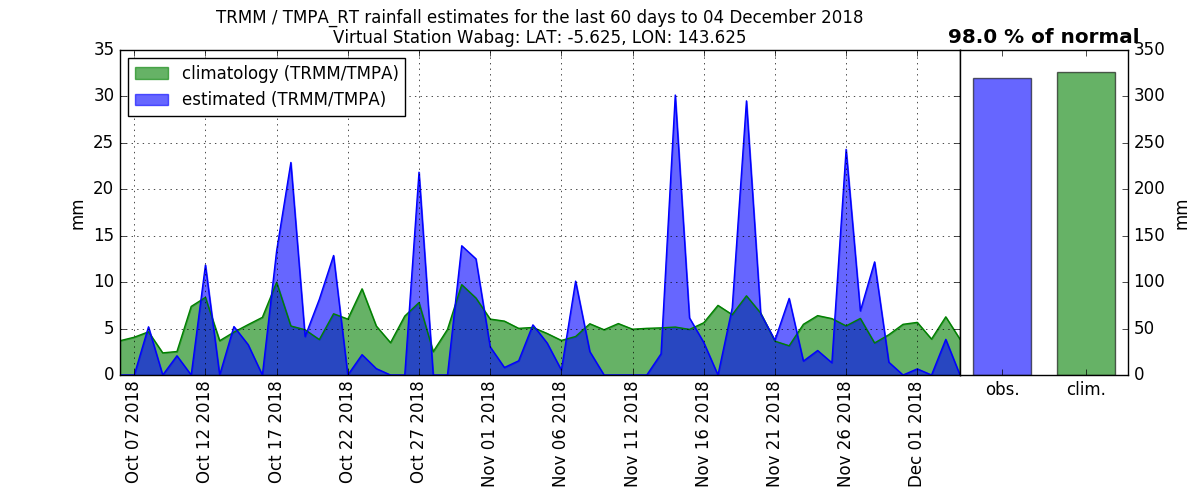 TRMM / TMPA_RT rainfall estimates for the last 60 days to 04 December 2018
Virtual Station Wabag: LAT: -5.625, LON: 143.625
98.0 % of normal
climatology (TRMM/TMPA)
estimated (TRMM/TMPA)
35
30
25
20
15
10
5
0
mm
350
300
250
200
150
100
50
0
mm
obs.
clim.
Oct 07 2018
Oct 12 2018
Oct 17 2018
Oct 22 2018
Oct 27 2018
Nov 01 2018
Nov 06 2018
Nov 11 2018
Nov 16 2018
Nov 21 2018
Nov 26 2018
Dec 01 2018